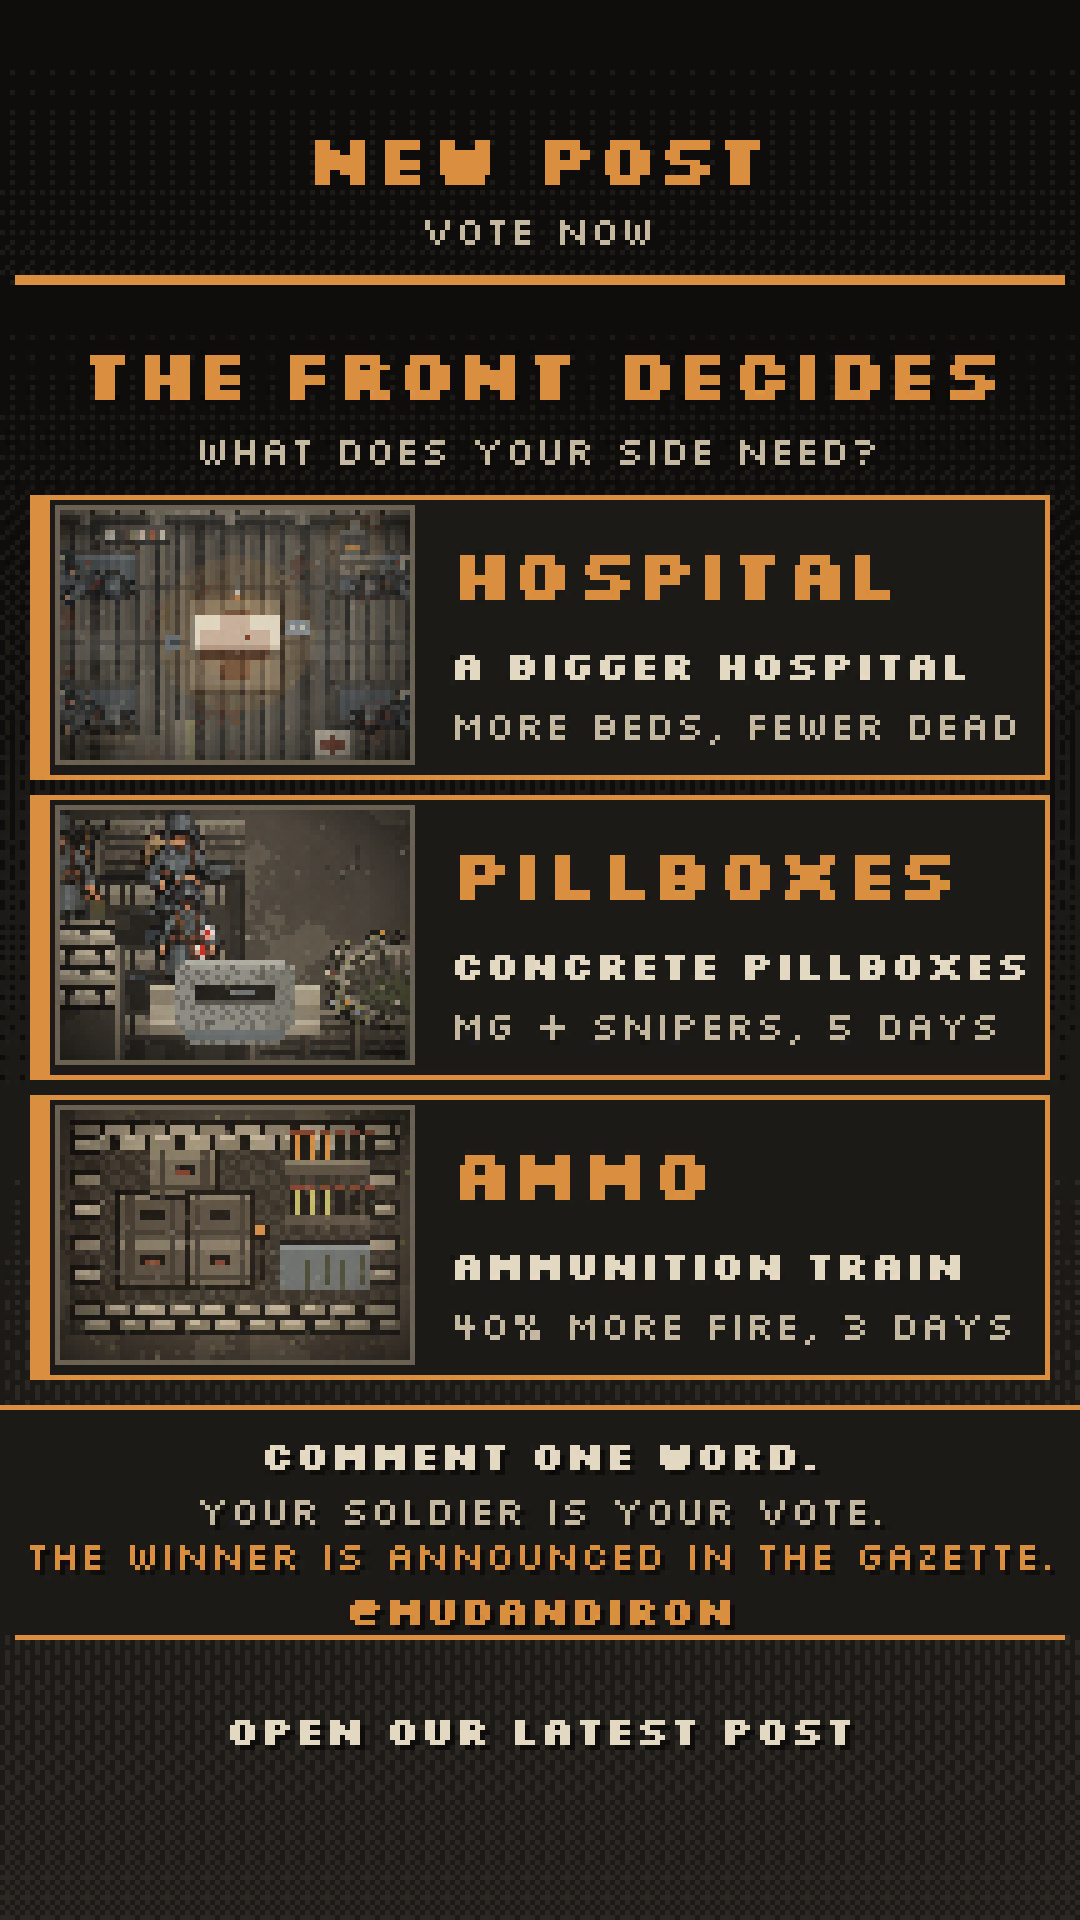 NEW POST
VOTE NOW
THE FRONT DECIDES
WHAT DOES YOUR SIDE NEED?
HOSPITAL
A BIGGER HOSPITAL
MORE BEDS, FEWER DEAD
PILLBOXES
CONCRETE PILLBOXES
MG + SNIPERS, 5 DAYS
AMMO
AMMUNITION TRAIN
40% MORE FIRE, 3 DAYS
COMMENT ONE WORD.
YOUR SOLDIER IS YOUR VOTE.
THE WINNER IS ANNOUNCED IN THE GAZETTE.
@MUDANDIRON
OPEN OUR LATEST POST